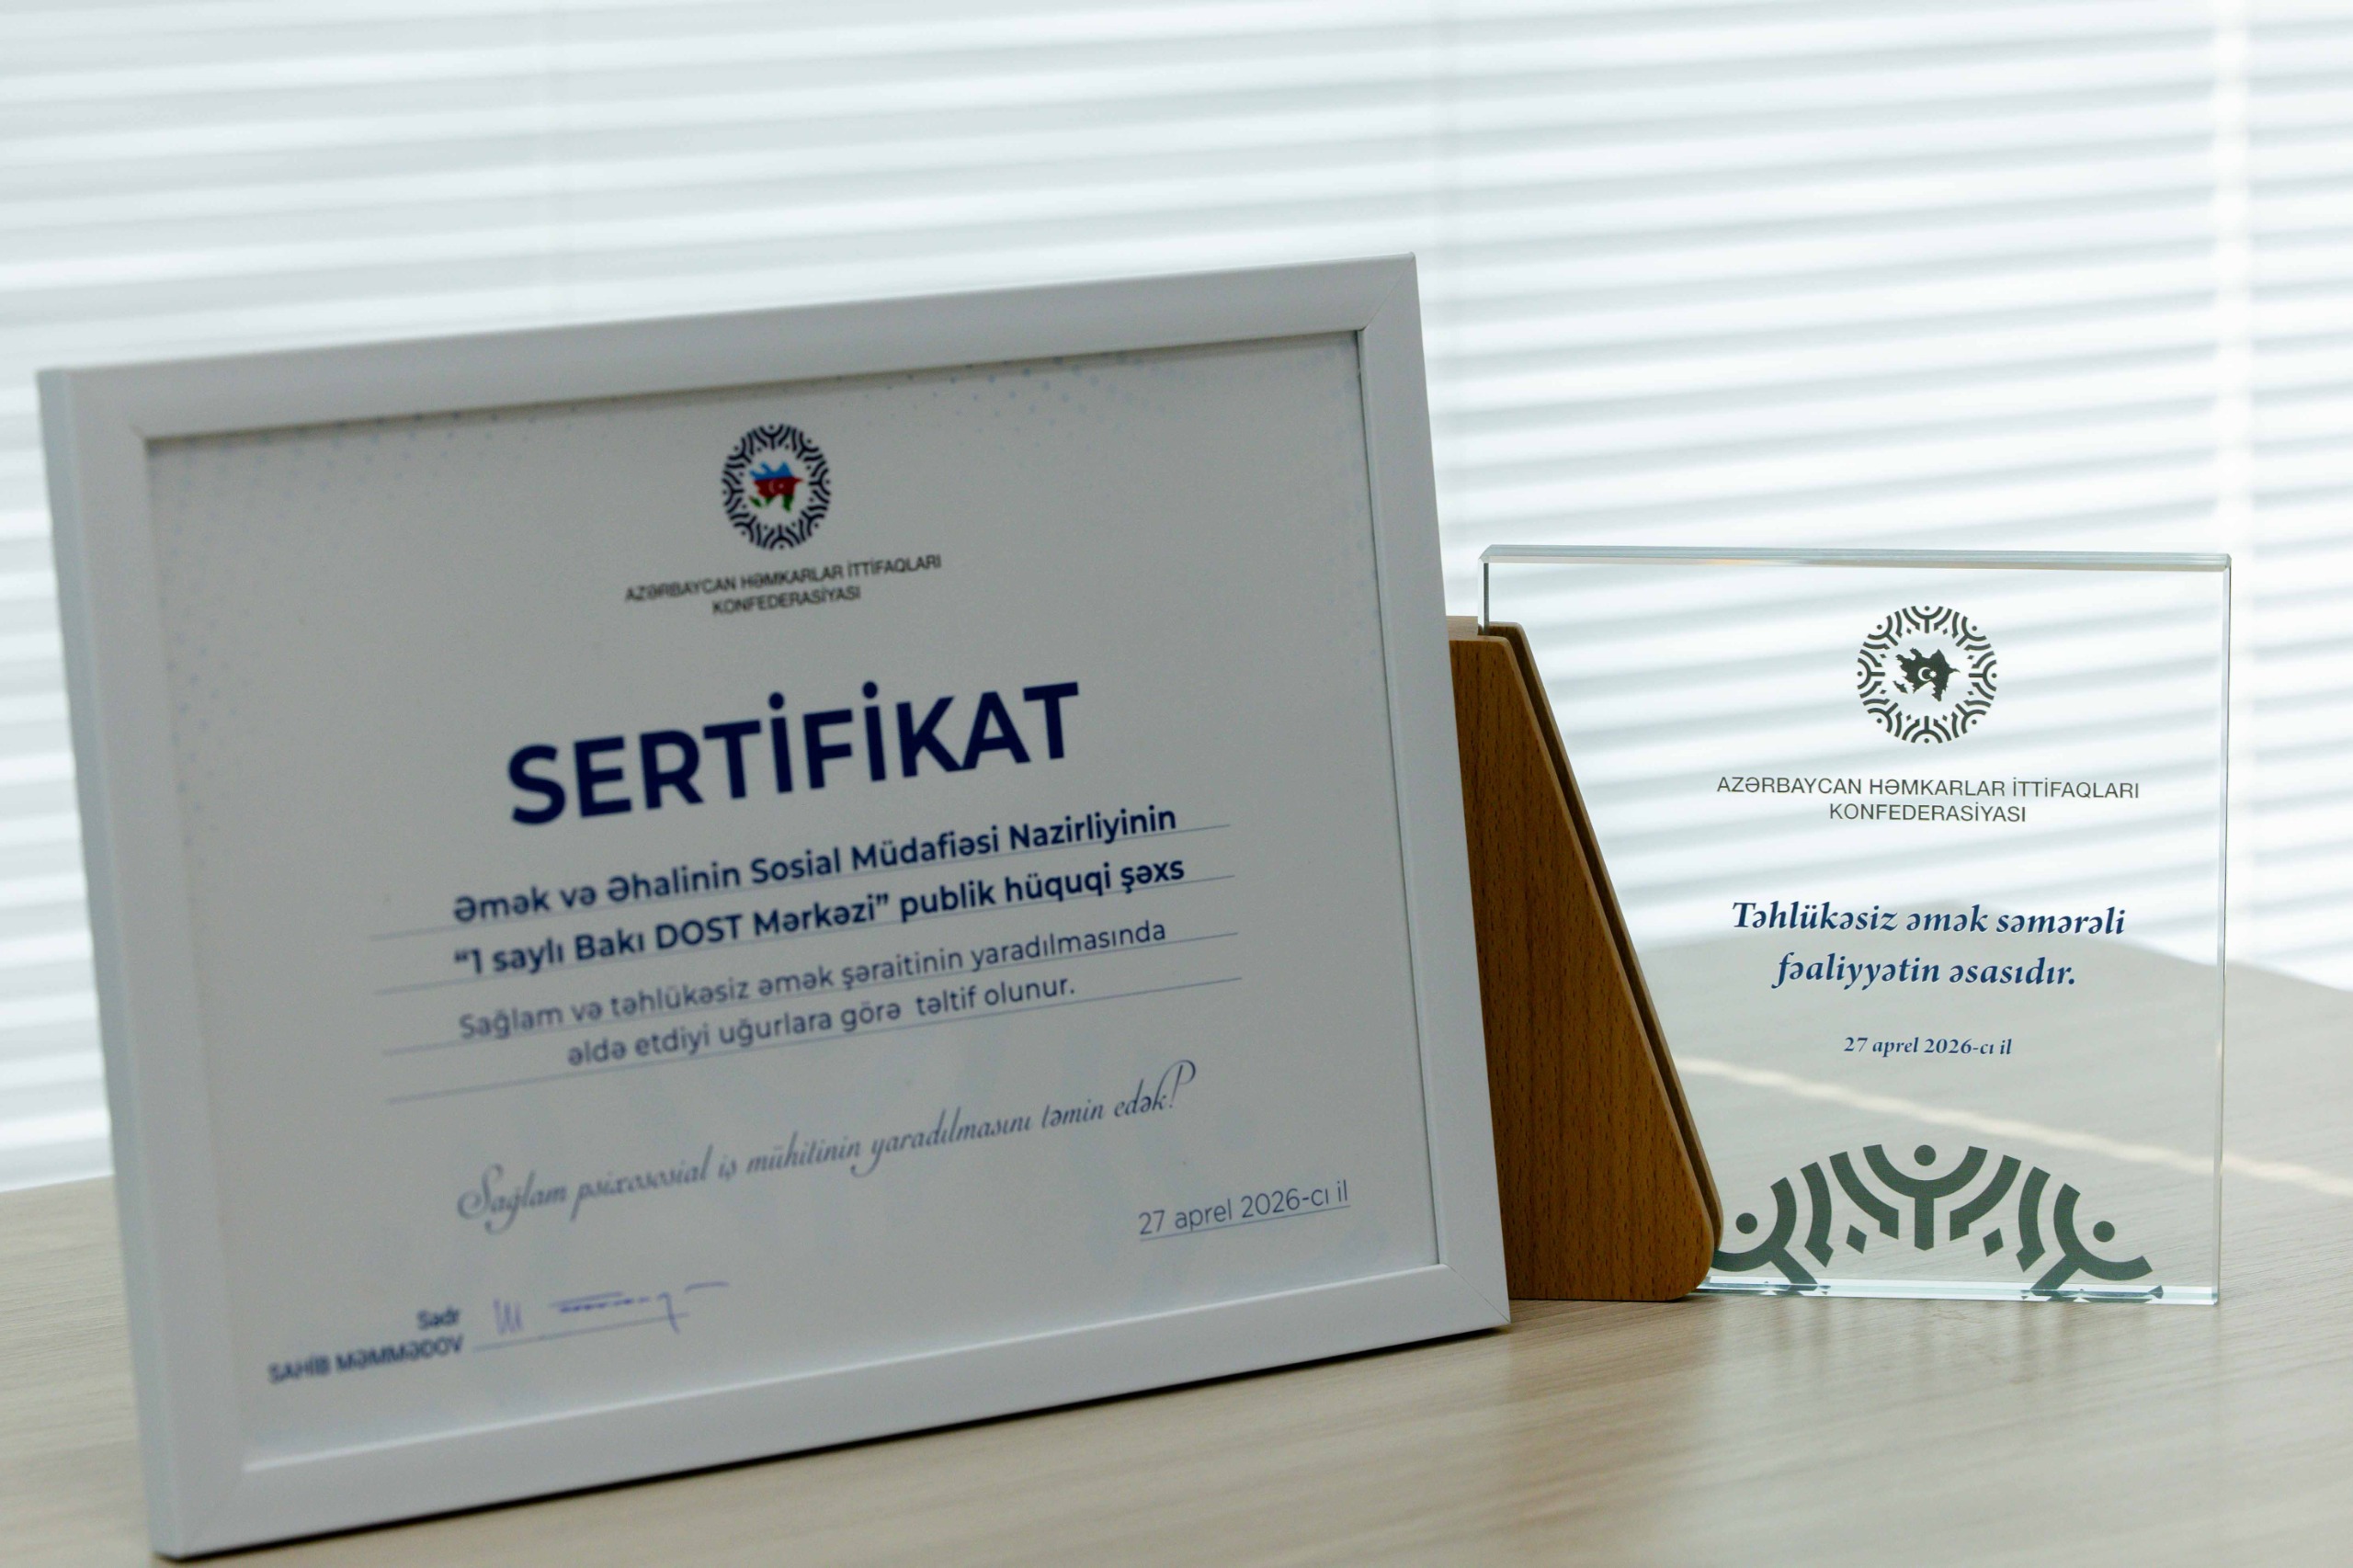 AZƏRBAYCAN HƏMKARLAR İTTİFAQLARI
KONFEDERASİYASI
SERTİFİKAT
Əmək və Əhalinin Sosial Müdafiəsi Nazirliyinin
“1 saylı Bakı DOST Mərkəzi” publik hüquqi şəxs
Sağlam və təhlükəsiz əmək şəraitinin yaradılmasında
əldə etdiyi uğurlara görə təltif olunur.
Sağlam psixososial iş mühitinin yaradılmasını təmin edək!
27 aprel 2026-cı il
Sədr
SAHİB MƏMMƏDOV
AZƏRBAYCAN HƏMKARLAR İTTİFAQLARI
KONFEDERASİYASI
Təhlükəsiz əmək səmərəli
fəaliyyətin əsasıdır.
27 aprel 2026-cı il